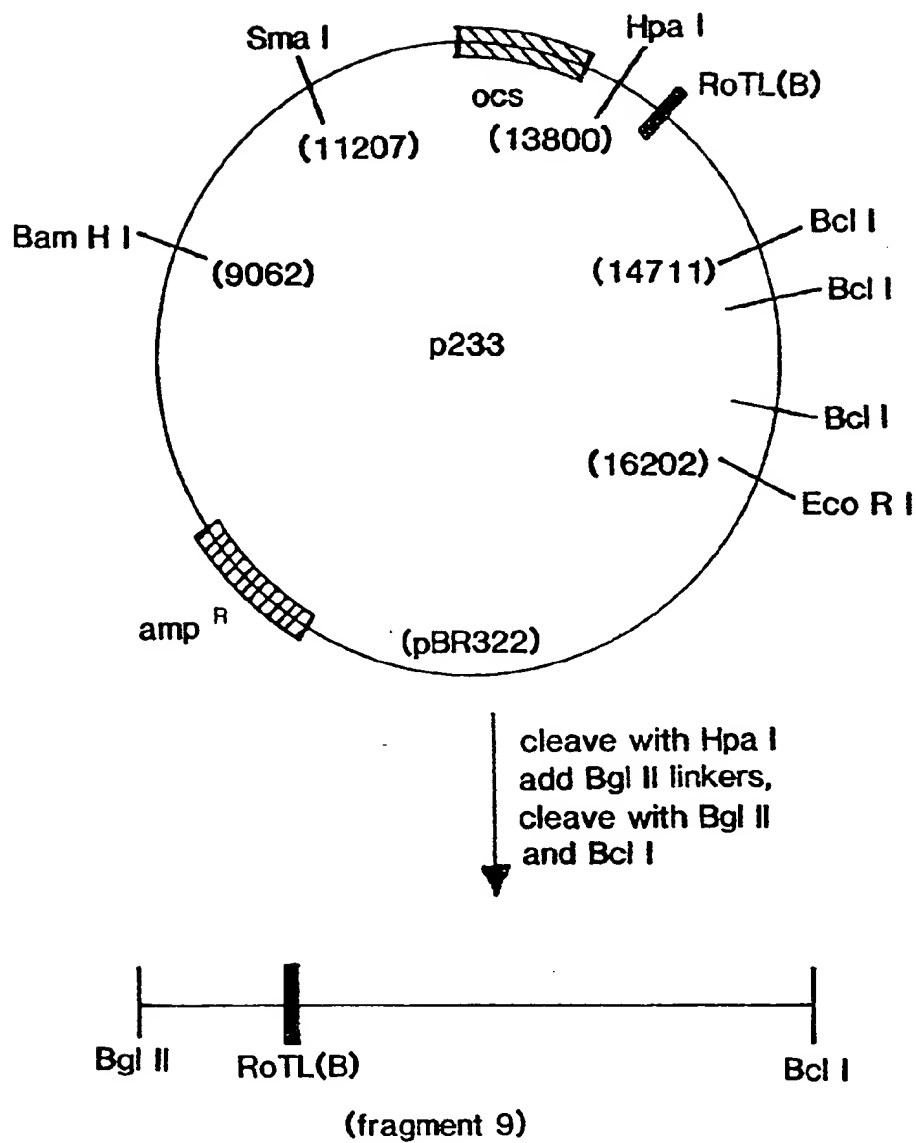 Sma I
Hpa I
RoTL(B)
ocs
(11207)
(13800)
Bam H I
(9062)
Bcl I
(14711)
Bcl I
p233
Bcl I
(16202)
Eco R I
amp R
(pBR322)
cleave with Hpa I
add Bgl II linkers,
cleave with Bgl II
and Bcl I
Bgl II
RoTL(B)
Bcl I
(fragment 9)